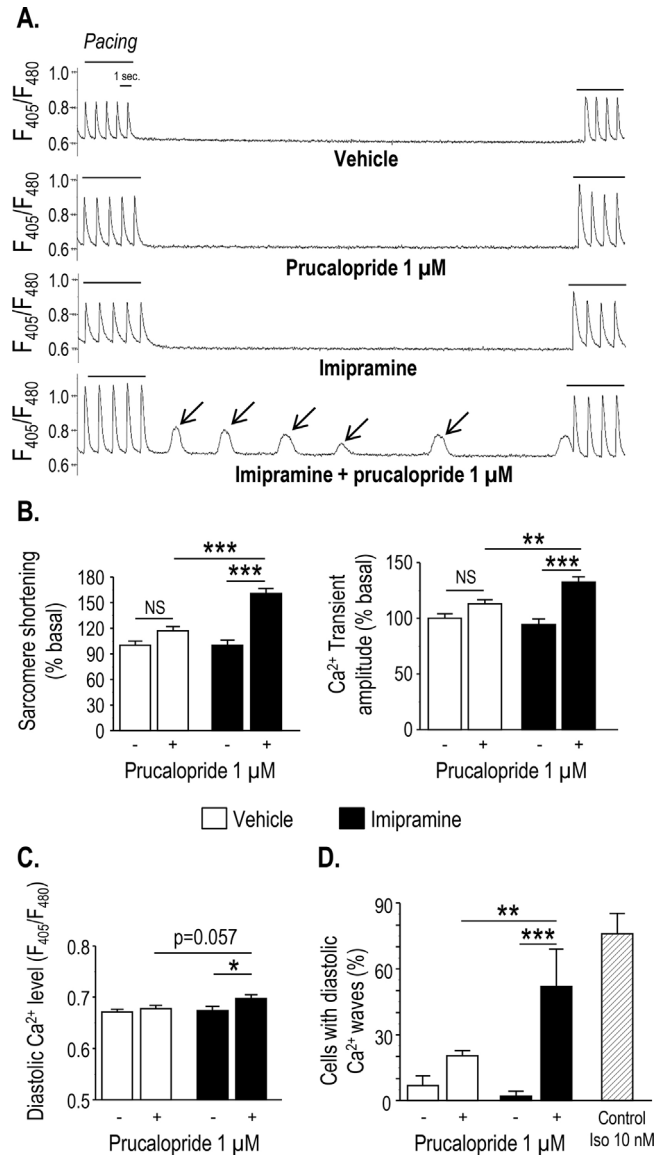 A.
Pacing
1 sec.
F405/F480
1.0
0.8
0.6
Vehicle
F405/F480
1.0
0.8
0.6
Prucalopride 1 µM
F405/F480
1.0
0.8
0.6
Imipramine
F405/F480
1.0
0.8
0.6
Imipramine + prucalopride 1 µM
B.
Sarcomere shortening
(% basal)
180
150
120
90
60
30
0
NS
***
***
- + - +
Prucalopride 1 µM
Ca2+ Transient
amplitude (% basal)
150
100
50
0
NS
**
***
- + - +
Prucalopride 1 µM
Vehicle
Imipramine
C.
Diastolic Ca2+ level (F405/F480)
0.8
0.7
0.6
0.5
p=0.057
*
- + - +
Prucalopride 1 µM
D.
Cells with diastolic
Ca2+ waves (%)
90
60
30
0
**
***
- + - +
Prucalopride 1 µM
Control
Iso 10 nM